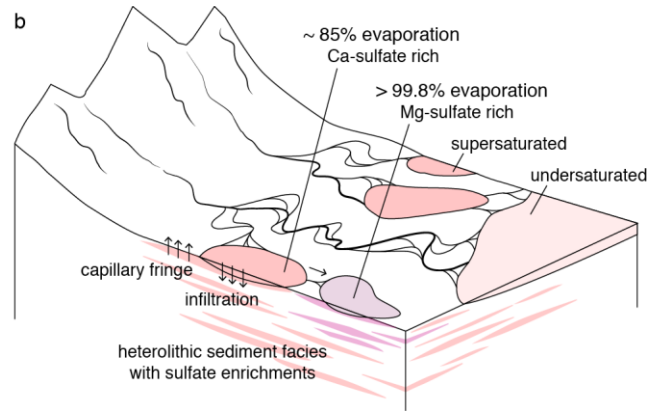 b
~ 85% evaporation
Ca-sulfate rich
> 99.8% evaporation
Mg-sulfate rich
supersaturated
undersaturated
capillary fringe
infiltration
heterolithic sediment facies
with sulfate enrichments